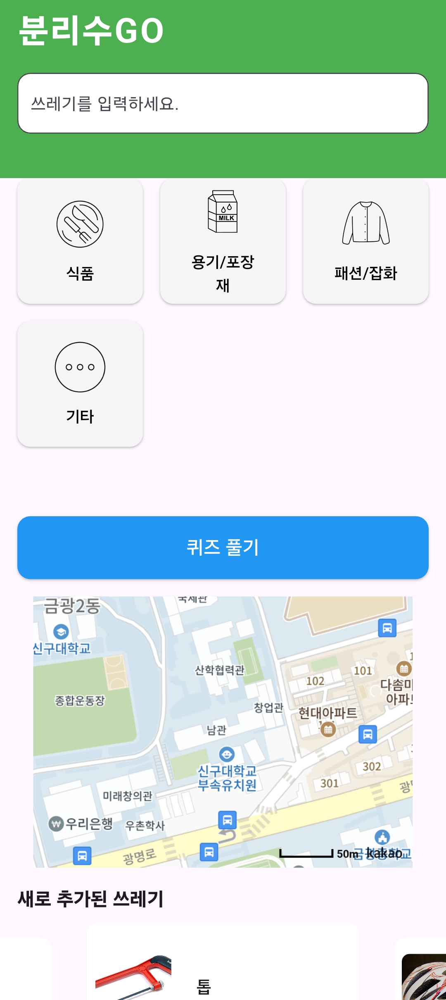 분리수GO
쓰레기를 입력하세요.
MILK
식품
용기/포장
재
패션/잡화
기타
퀴즈 풀기
금광2동
국제관
신구대학교
산학협력관
101
102
다솜마
아파트
종합운동장
창업관
현대아파트
남관
302
신구대학교
부속유치원
301
미래창의관
우리은행
우촌학사
광명로
50m
kakao
새로 추가된 쓰레기
톱